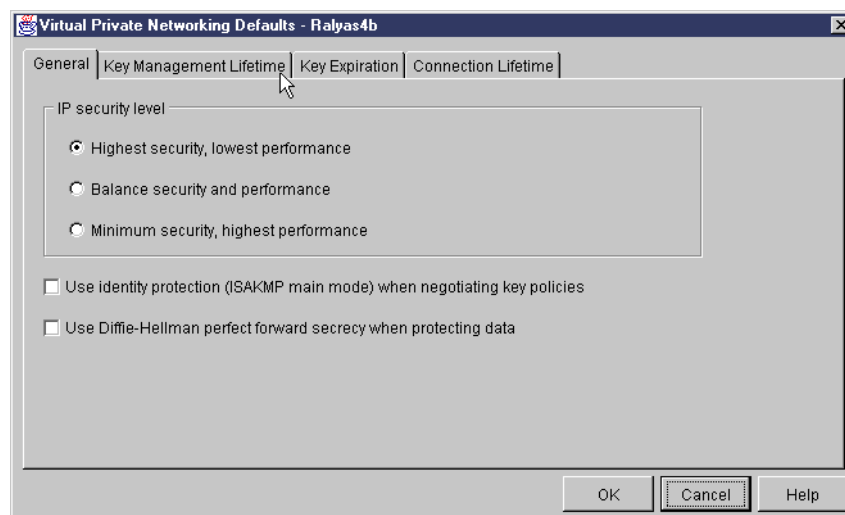 Virtual Private Networking Defaults - Ralyas4b
General Key Management Lifetime Key Expiration Connection Lifetime
IP security level
Highest security, lowest performance
Balance security and performance
Minimum security, highest performance
Use identity protection (ISAKMP main mode) when negotiating key policies
Use Diffie-Hellman perfect forward secrecy when protecting data
OK Cancel Help